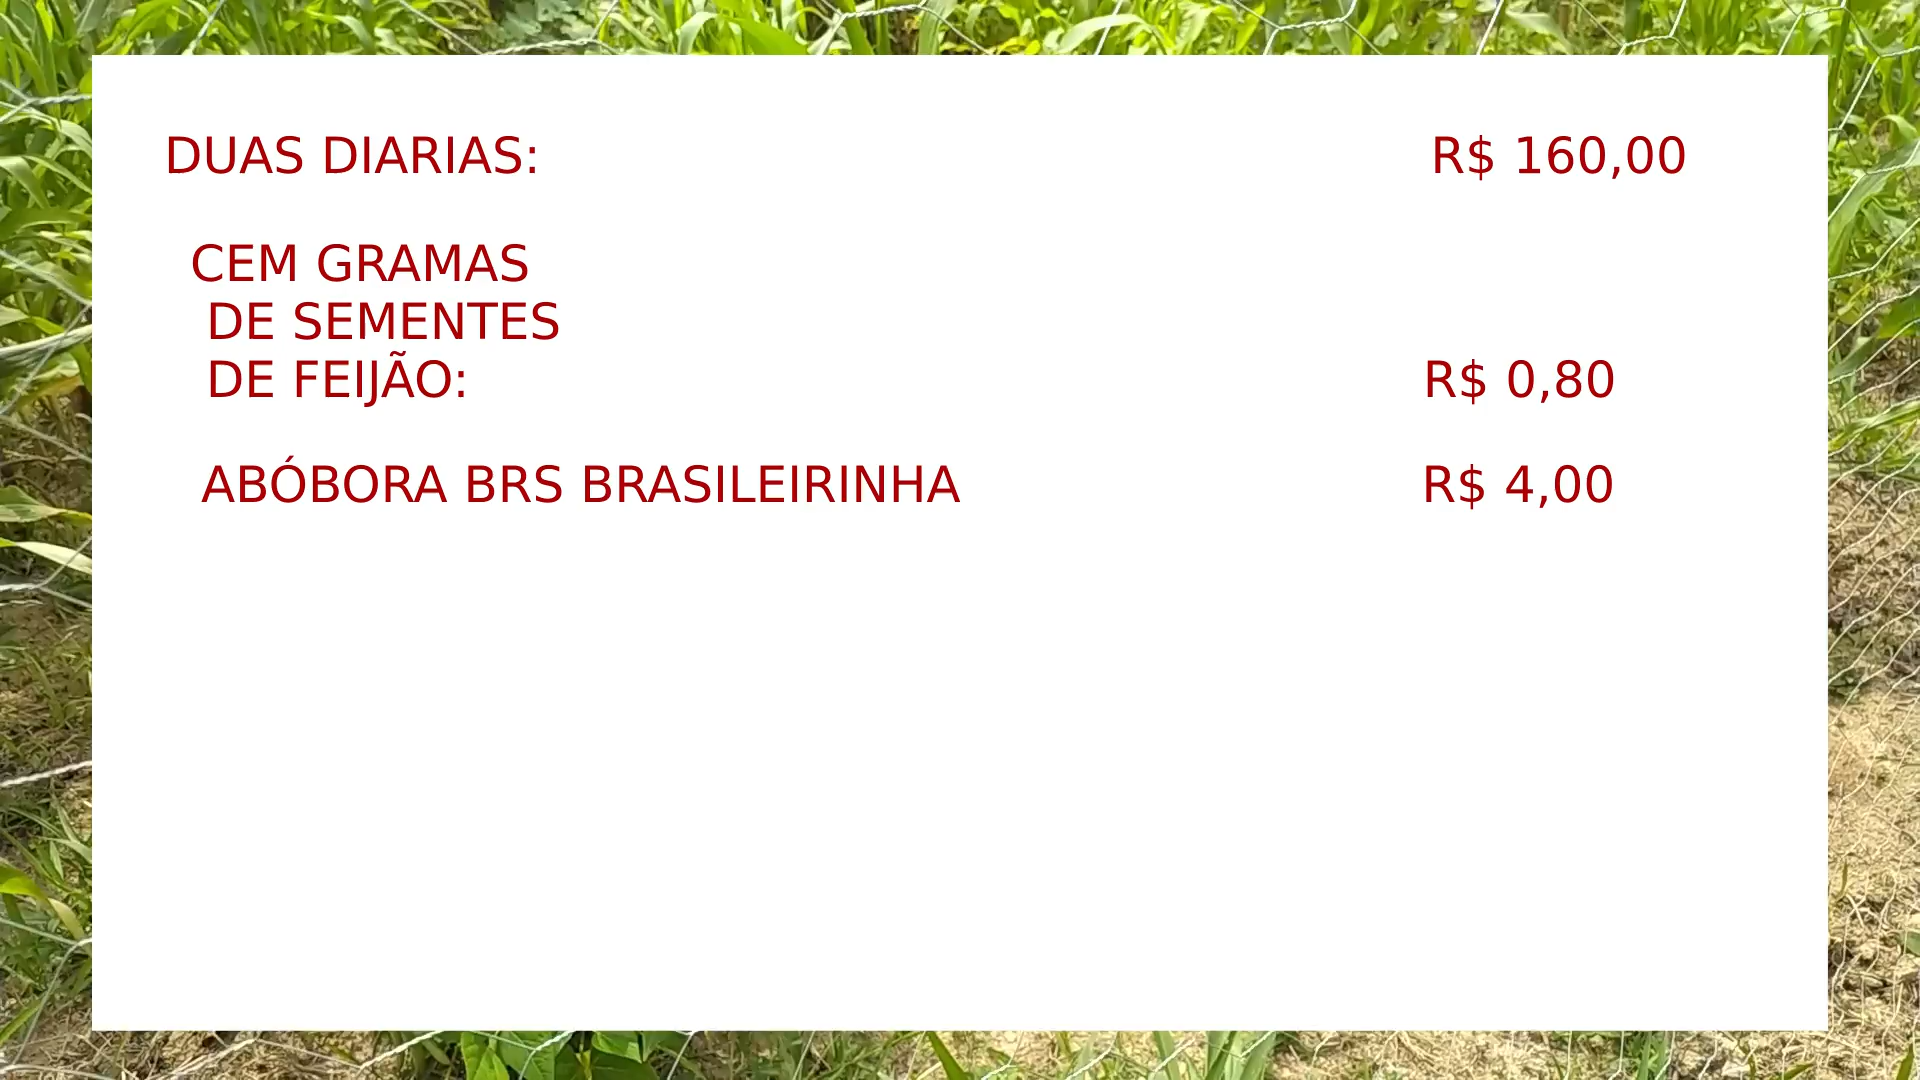 DUAS DIARIAS: R$ 160,00
CEM GRAMAS
DE SEMENTES
DE FEIJÃO: R$ 0,80
ABÓBORA BRS BRASILEIRINHA R$ 4,00